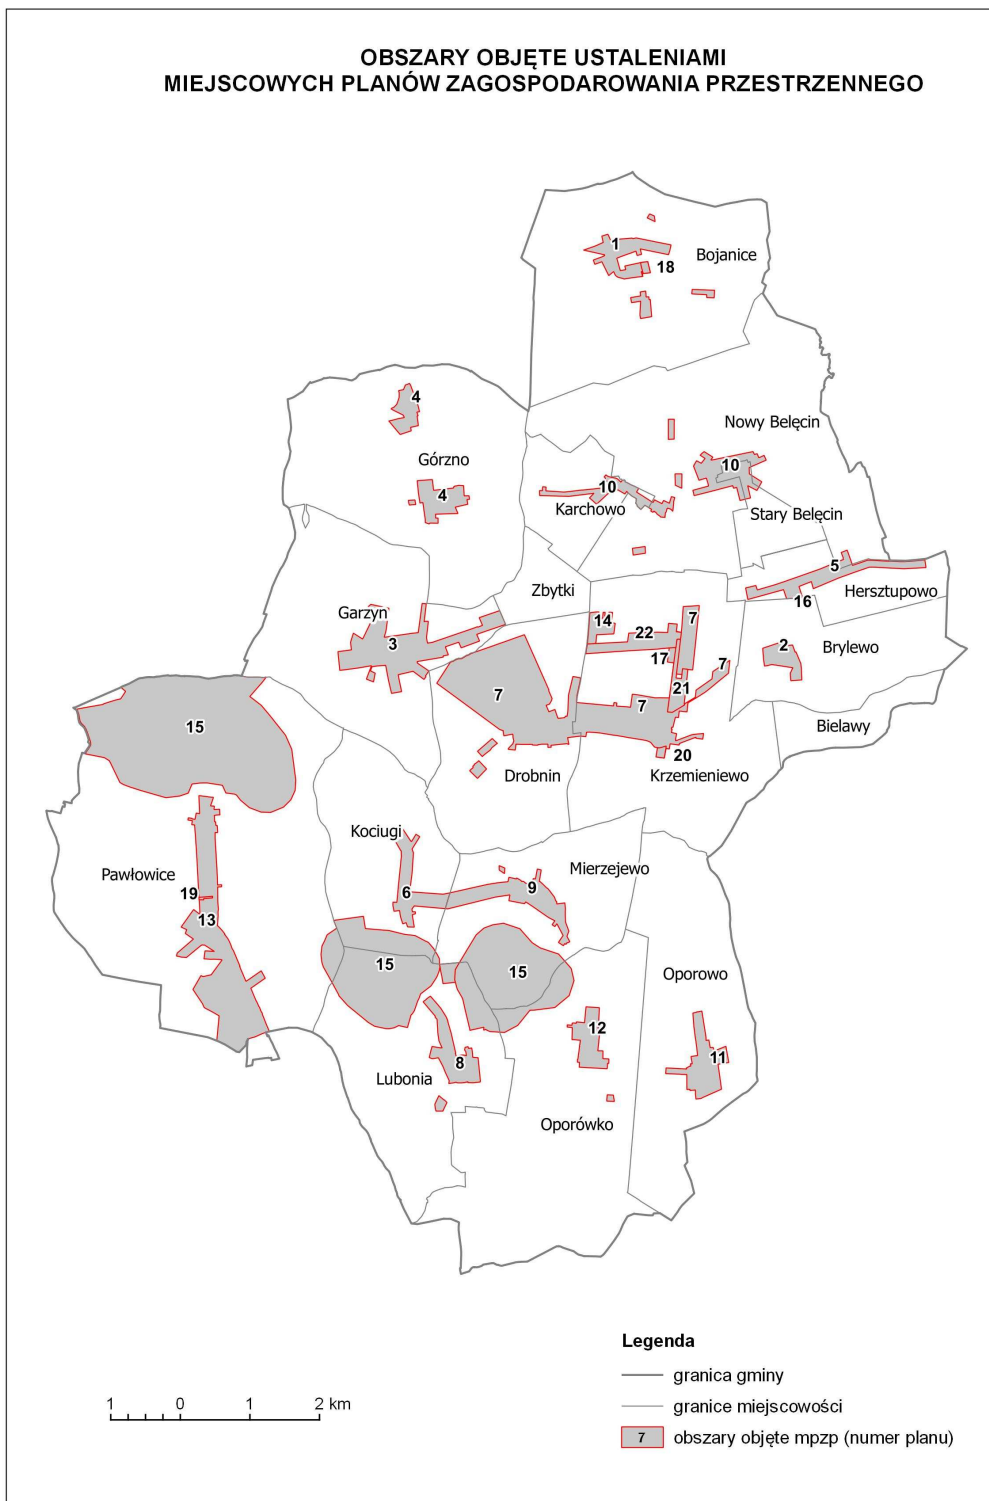 OBSZARY OBJĘTE USTALENIAMI
MIEJSCOWYCH PLANÓW ZAGOSPODAROWANIA PRZESTRZENNEGO
1
Bojanice
18
4
Nowy Belęcin
Górzno
10
4
10
Karchowo
Stary Belęcin
5
Zbytki
Hersztupowo
16
Garzyn
14
7
22
3
2
Brylewo
17
7
7
21
7
15
Bielawy
20
Drobnin
Krzemieniewo
Kociugi
Mierzejewo
Pawłowice
9
19
6
13
15
15
Oporowo
12
11
8
Lubonia
Oporówko
Legenda
granica gminy
granice miejscowości
7 obszary objęte mpzp (numer planu)
1 0 1 2 km